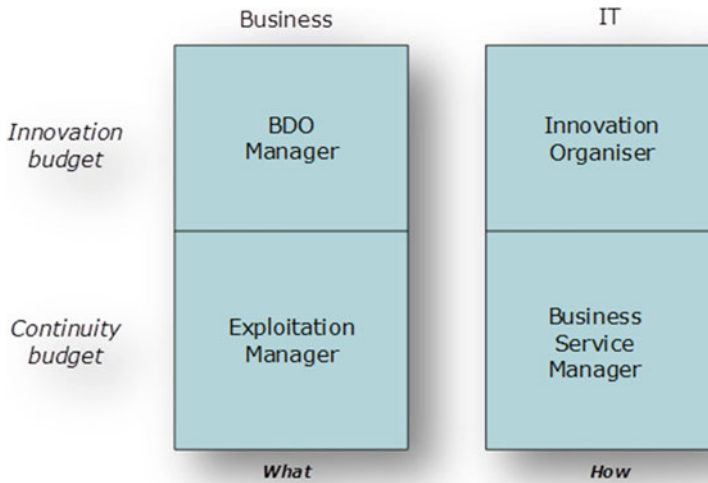 Business
IT
Innovation
budget
BDO
Manager
Innovation
Organiser
Continuity
budget
Exploitation
Manager
Business
Service
Manager
What
How